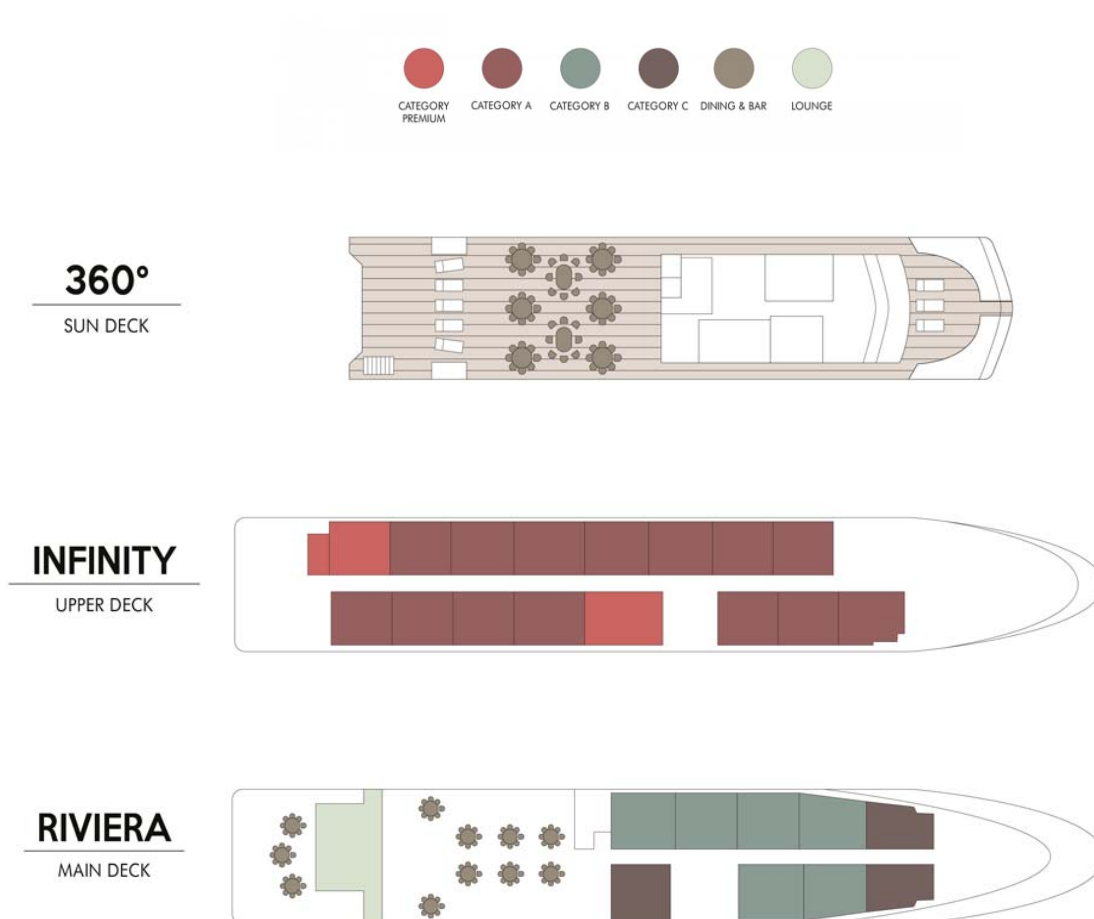 CATEGORY
PREMIUM
CATEGORY A
CATEGORY B
CATEGORY C
DINING & BAR
LOUNGE
360°
SUN DECK
INFINITY
UPPER DECK
RIVIERA
MAIN DECK